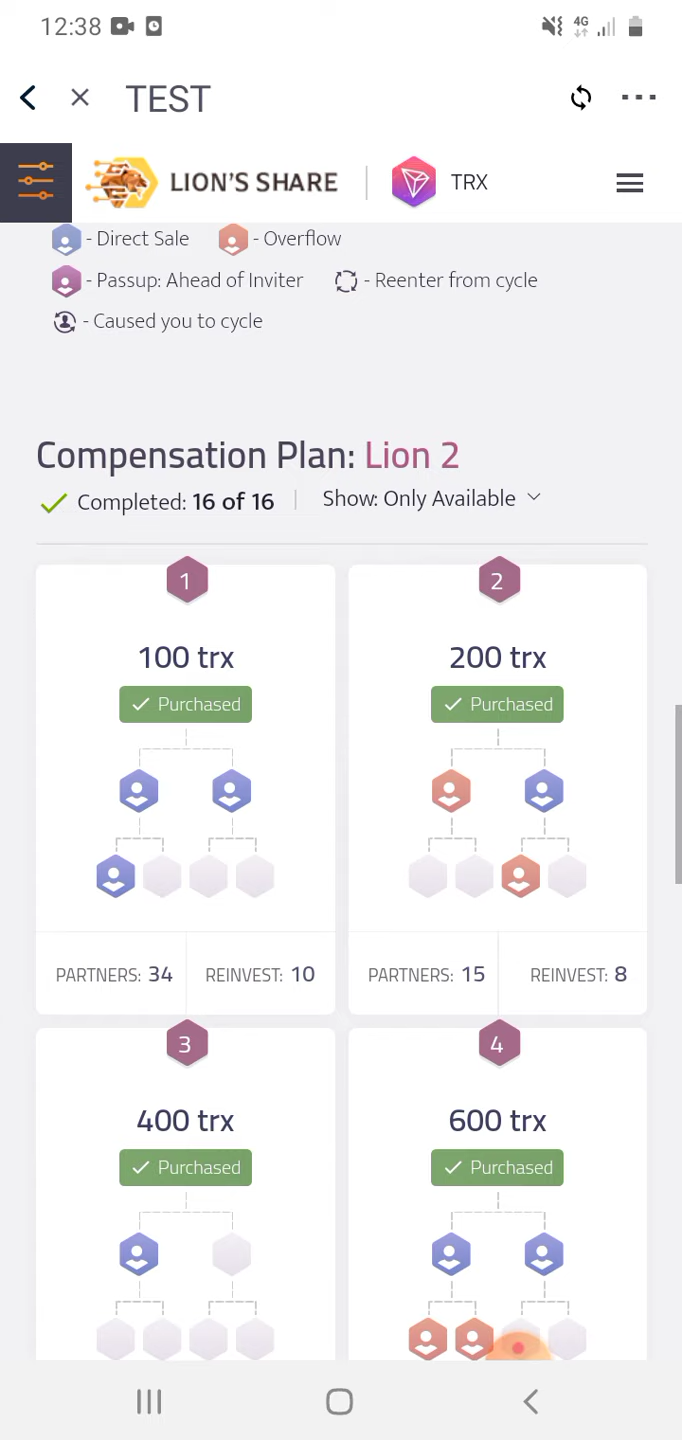 12:38 4G
TEST
LION'S SHARE TRX
- Direct Sale - Overflow
- Passup: Ahead of Inviter - Reenter from cycle
- Caused you to cycle
Compensation Plan: Lion 2
Completed: 16 of 16 Show: Only Available
1 2
100 trx 200 trx
Purchased Purchased
PARTNERS: 34 REINVEST: 10 PARTNERS: 15 REINVEST: 8
3 4
400 trx 600 trx
Purchased Purchased